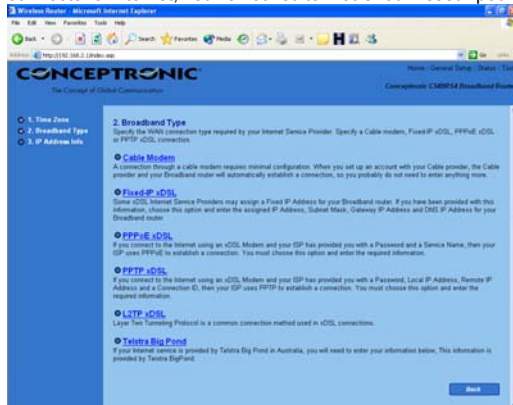 Wireless Router - Microsoft Internet Explorer
File Edit View Favorites Tools Help
Back Search Favorites Media
Address http://192.168.2.1/index.asp Go Links
CONCEPTRONIC
The Concept of Global Communication
Home | General Setup | Status | Tools
Conceptronic C54BRS4 Broadband Router
1. Time Zone
2. Broadband Type
3. IP Address Info
2. Broadband Type
Specify the WAN connection type required by your Internet Service Provider. Specify a Cable modem, Fixed-IP xDSL, PPPoE xDSL
or PPTP xDSL connection.
Cable Modem
A connection through a cable modem requires minimal configuration. When you set up an account with your Cable provider, the Cable
provider and your Broadband router will automatically establish a connection, so you probably do not need to enter anything more.
Fixed-IP xDSL
Some xDSL Internet Service Providers may assign a Fixed IP Address for your Broadband router. If you have been provided with this
information, choose this option and enter the assigned IP Address, Subnet Mask, Gateway IP Address and DNS IP Address for your
Broadband router.
PPPoE xDSL
If you connect to the Internet using an xDSL Modem and your ISP has provided you with a Password and a Service Name, then your
ISP uses PPPoE to establish a connection. You must choose this option and enter the required information.
PPTP xDSL
If you connect to the Internet using an xDSL Modem and your ISP has provided you with a Password, Local IP Address, Remote IP
Address and a Connection ID, then your ISP uses PPTP to establish a connection. You must choose this option and enter the
required information.
L2TP xDSL
Layer Two Tunneling Protocol is a common connection method used in xDSL connections.
Telstra Big Pond
If your Internet service is provided by Telstra Big Pond in Australia, you will need to enter your information below, This information is
provided by Telstra BigPond.
Back